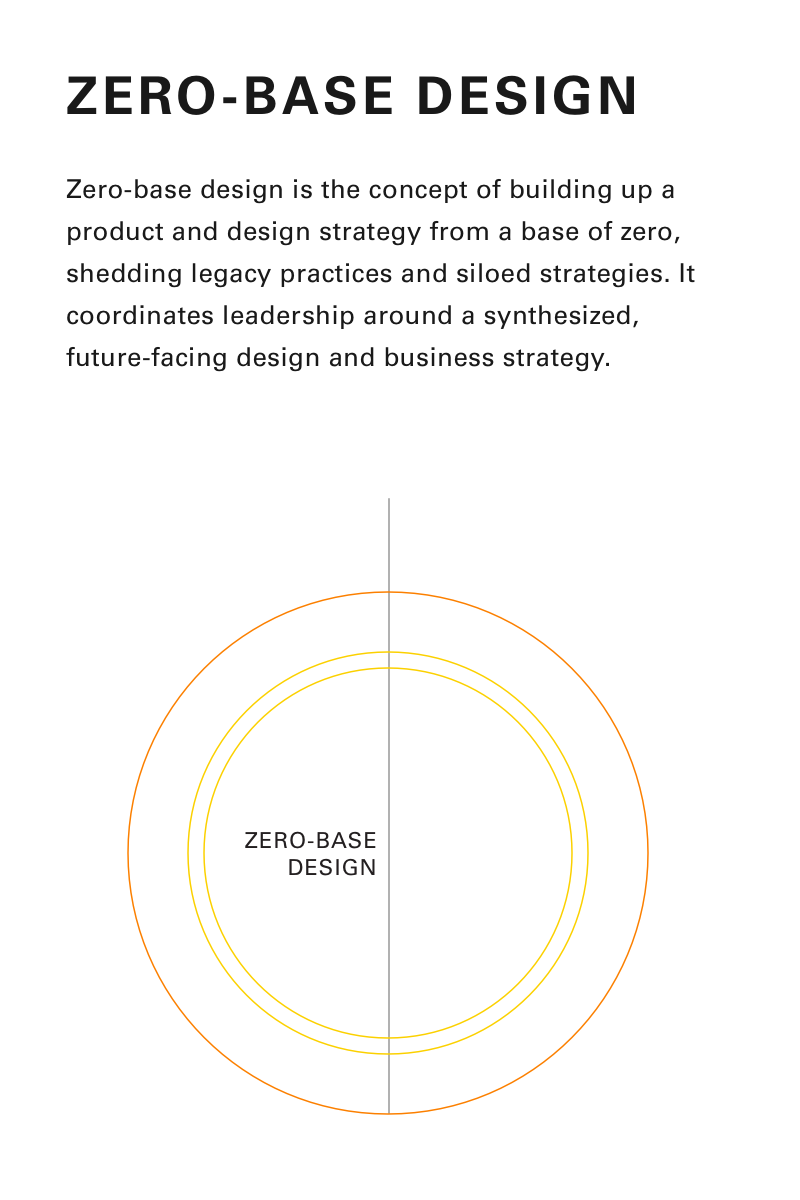 ZERO-BASE DESIGN
Zero-base design is the concept of building up a
product and design strategy from a base of zero,
shedding legacy practices and siloed strategies. It
coordinates leadership around a synthesized,
future-facing design and business strategy.
ZERO-BASE
DESIGN